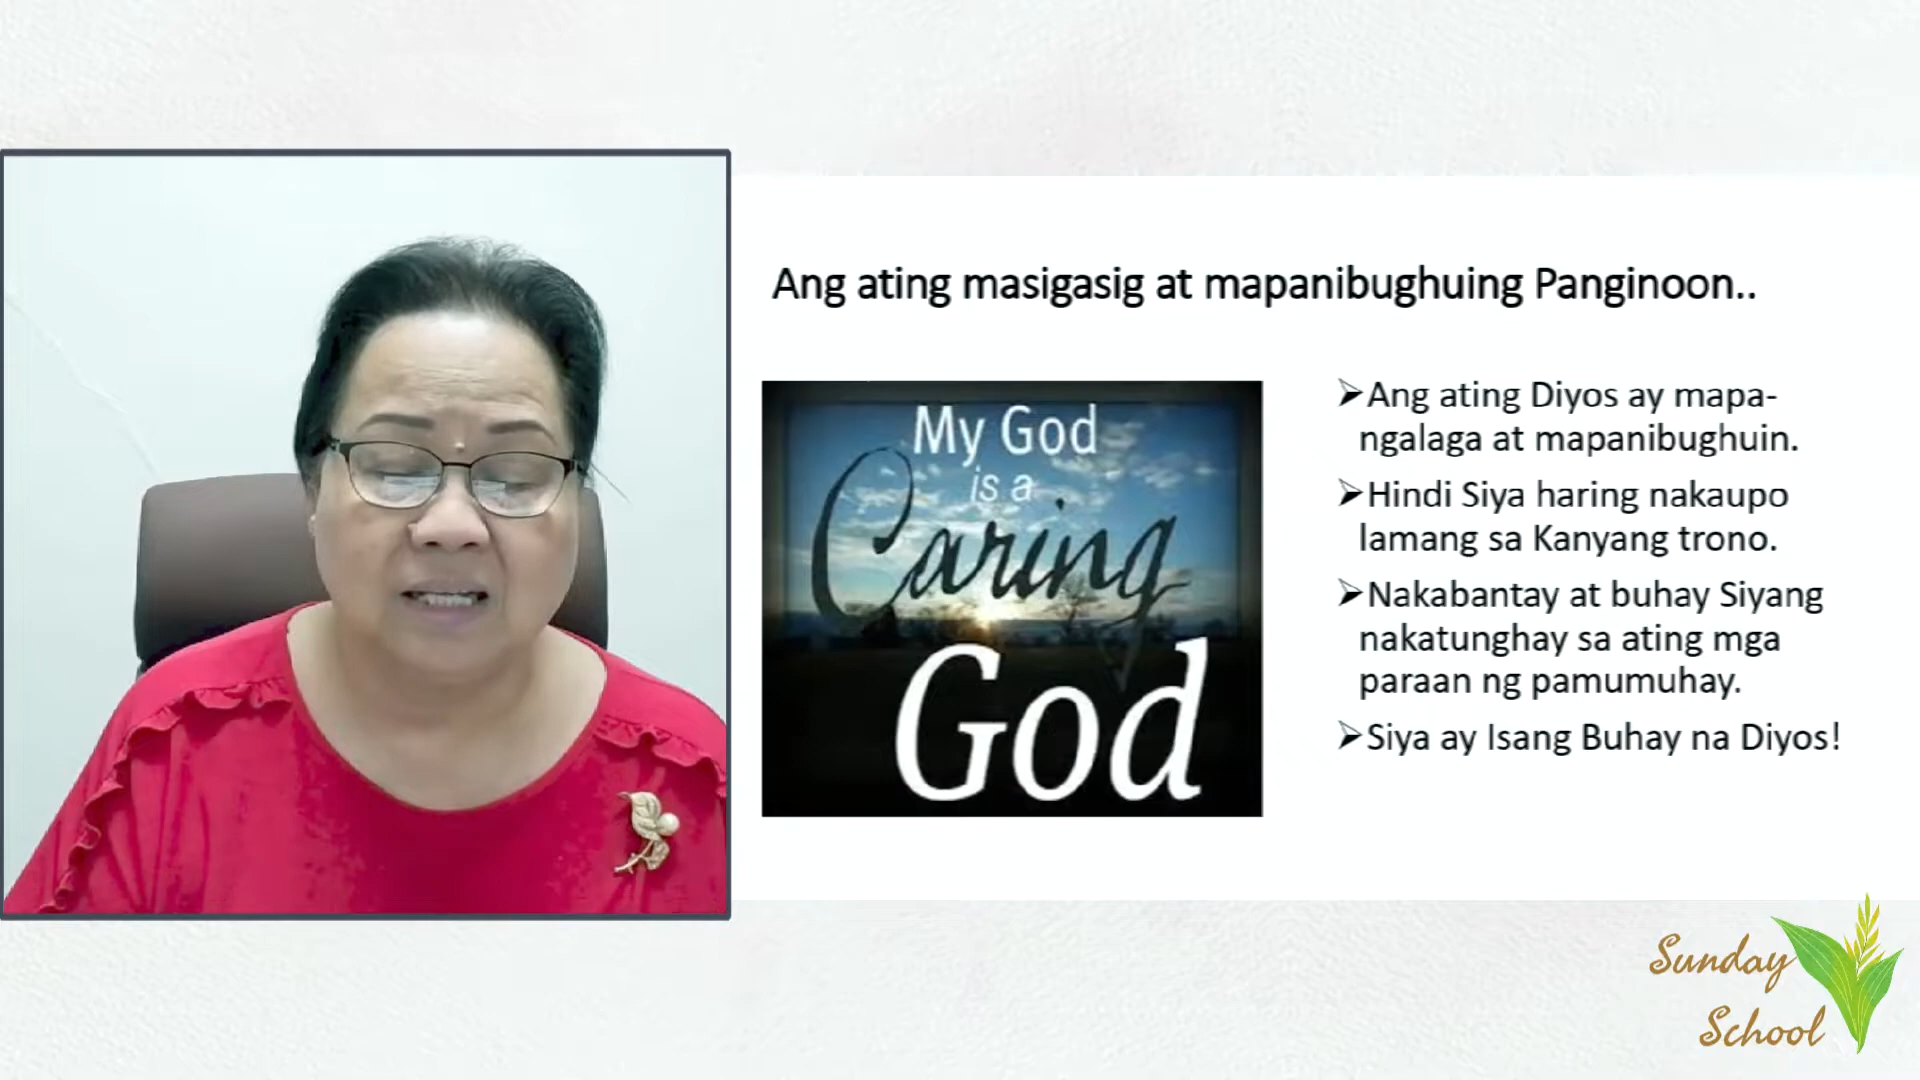 Ang ating masigasig at mapanibughuing Panginoon..
My God
is a
Caring
God
➢Ang ating Diyos ay mapa-
ngalaga at mapanibughuin.
➢Hindi Siya haring nakaupo
lamang sa Kanyang trono.
➢Nakabantay at buhay Siyang
nakatunghay sa ating mga
paraan ng pamumuhay.
➢Siya ay Isang Buhay na Diyos!
Sunday
School